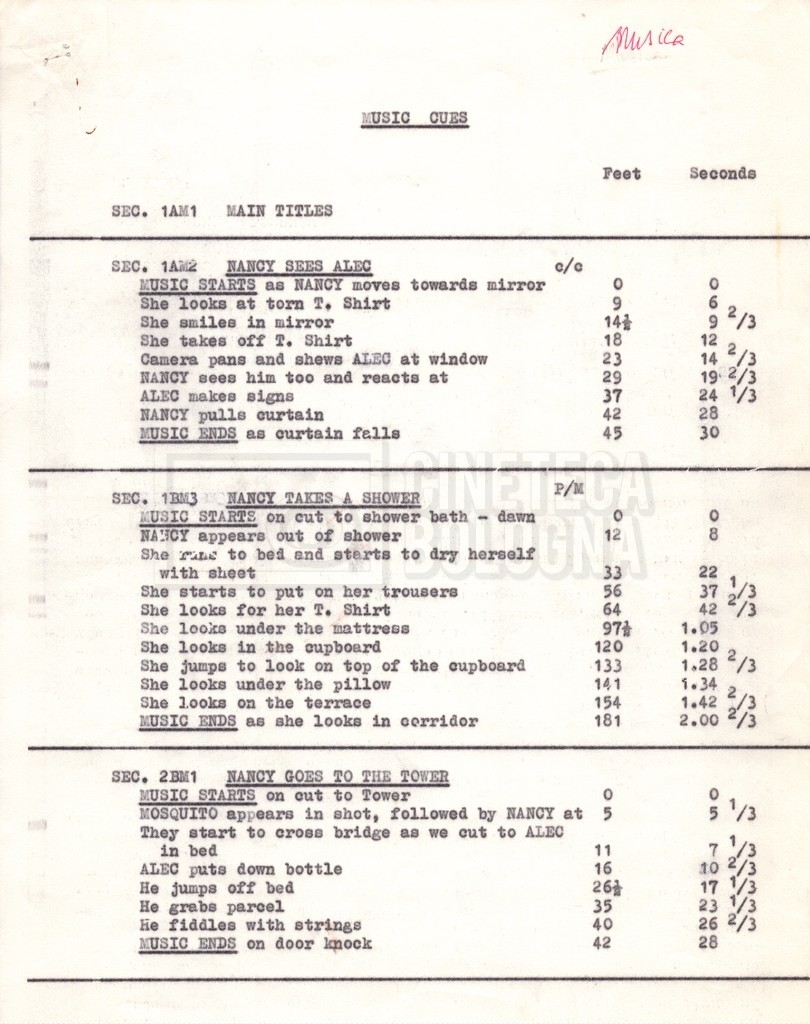 Musica
MUSIC CUES
Feet Seconds
SEC. 1AM1 MAIN TITLES
SEC. 1AM2 NANCY SEES ALEC c/c
MUSIC STARTS as NANCY moves towards mirror 0 0
She looks at torn T. Shirt 9 6
She smiles in mirror 14½ 9 2/3
She takes off T. Shirt 18 12
Camera pans and shews ALEC at window 23 14 2/3
NANCY sees him too and reacts at 29 19 2/3
ALEC makes signs 37 24 1/3
NANCY pulls curtain 42 28
MUSIC ENDS as curtain falls 45 30
CINETECA
BOLOGNA
SEC. 1BM3 NANCY TAKES A SHOWER P/M
MUSIC STARTS on cut to shower bath - dawn 0 0
NANCY appears out of shower 12 8
She runs to bed and starts to dry herself
with sheet 33 22
She starts to put on her trousers 56 37 1/3
She looks for her T. Shirt 64 42 2/3
She looks under the mattress 97½ 1.05
She looks in the cupboard 120 1.20
She jumps to look on top of the cupboard 133 1.28 2/3
She looks under the pillow 141 1.34
She looks on the terrace 154 1.42 2/3
MUSIC ENDS as she looks in corridor 181 2.00 2/3
SEC. 2BM1 NANCY GOES TO THE TOWER
MUSIC STARTS on cut to Tower 0 0
MOSQUITO appears in shot, followed by NANCY at 5 5 1/3
They start to cross bridge as we cut to ALEC
in bed 11 7 1/3
ALEC puts down bottle 16 10 2/3
He jumps off bed 26½ 17 1/3
He grabs parcel 35 23 1/3
He fiddles with strings 40 26 2/3
MUSIC ENDS on door knock 42 28